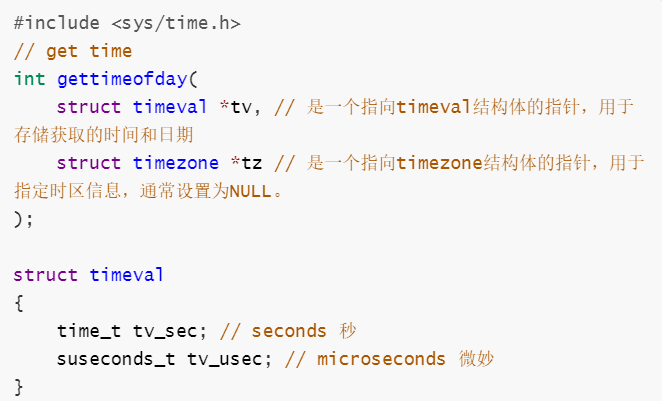 #include <sys/time.h>
// get time
int gettimeofday(
    struct timeval *tv, // 是一个指向timeval结构体的指针，用于
存储获取的时间和日期
    struct timezone *tz // 是一个指向timezone结构体的指针，用于
指定时区信息，通常设置为NULL。
);

struct timeval
{
    time_t tv_sec; // seconds 秒
    suseconds_t tv_usec; // microseconds 微妙
}